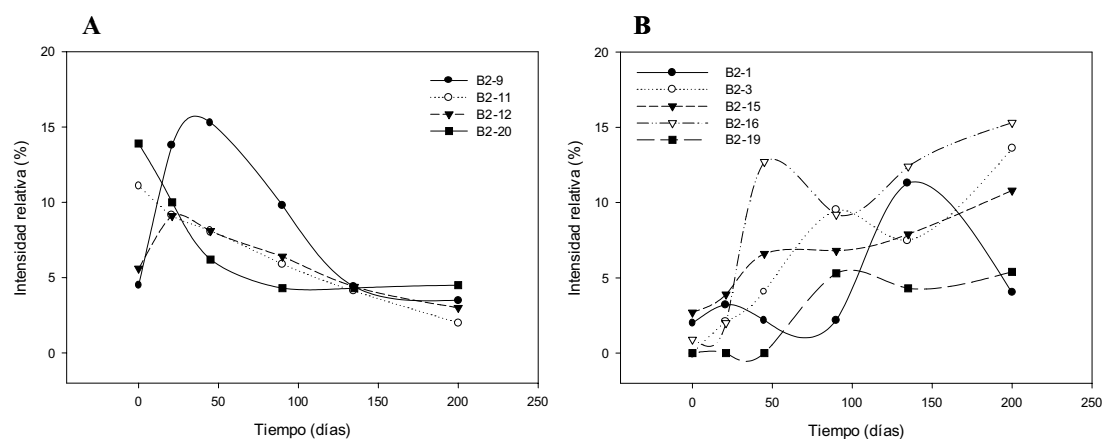 A
20
15
10
5
0
Intensidad relativa (%)
0 50 100 150 200 250
Tiempo (días)
B2-9
B2-11
B2-12
B2-20
B
20
15
10
5
0
Intensidad relativa (%)
0 50 100 150 200 250
Tiempo (días)
B2-1
B2-3
B2-15
B2-16
B2-19